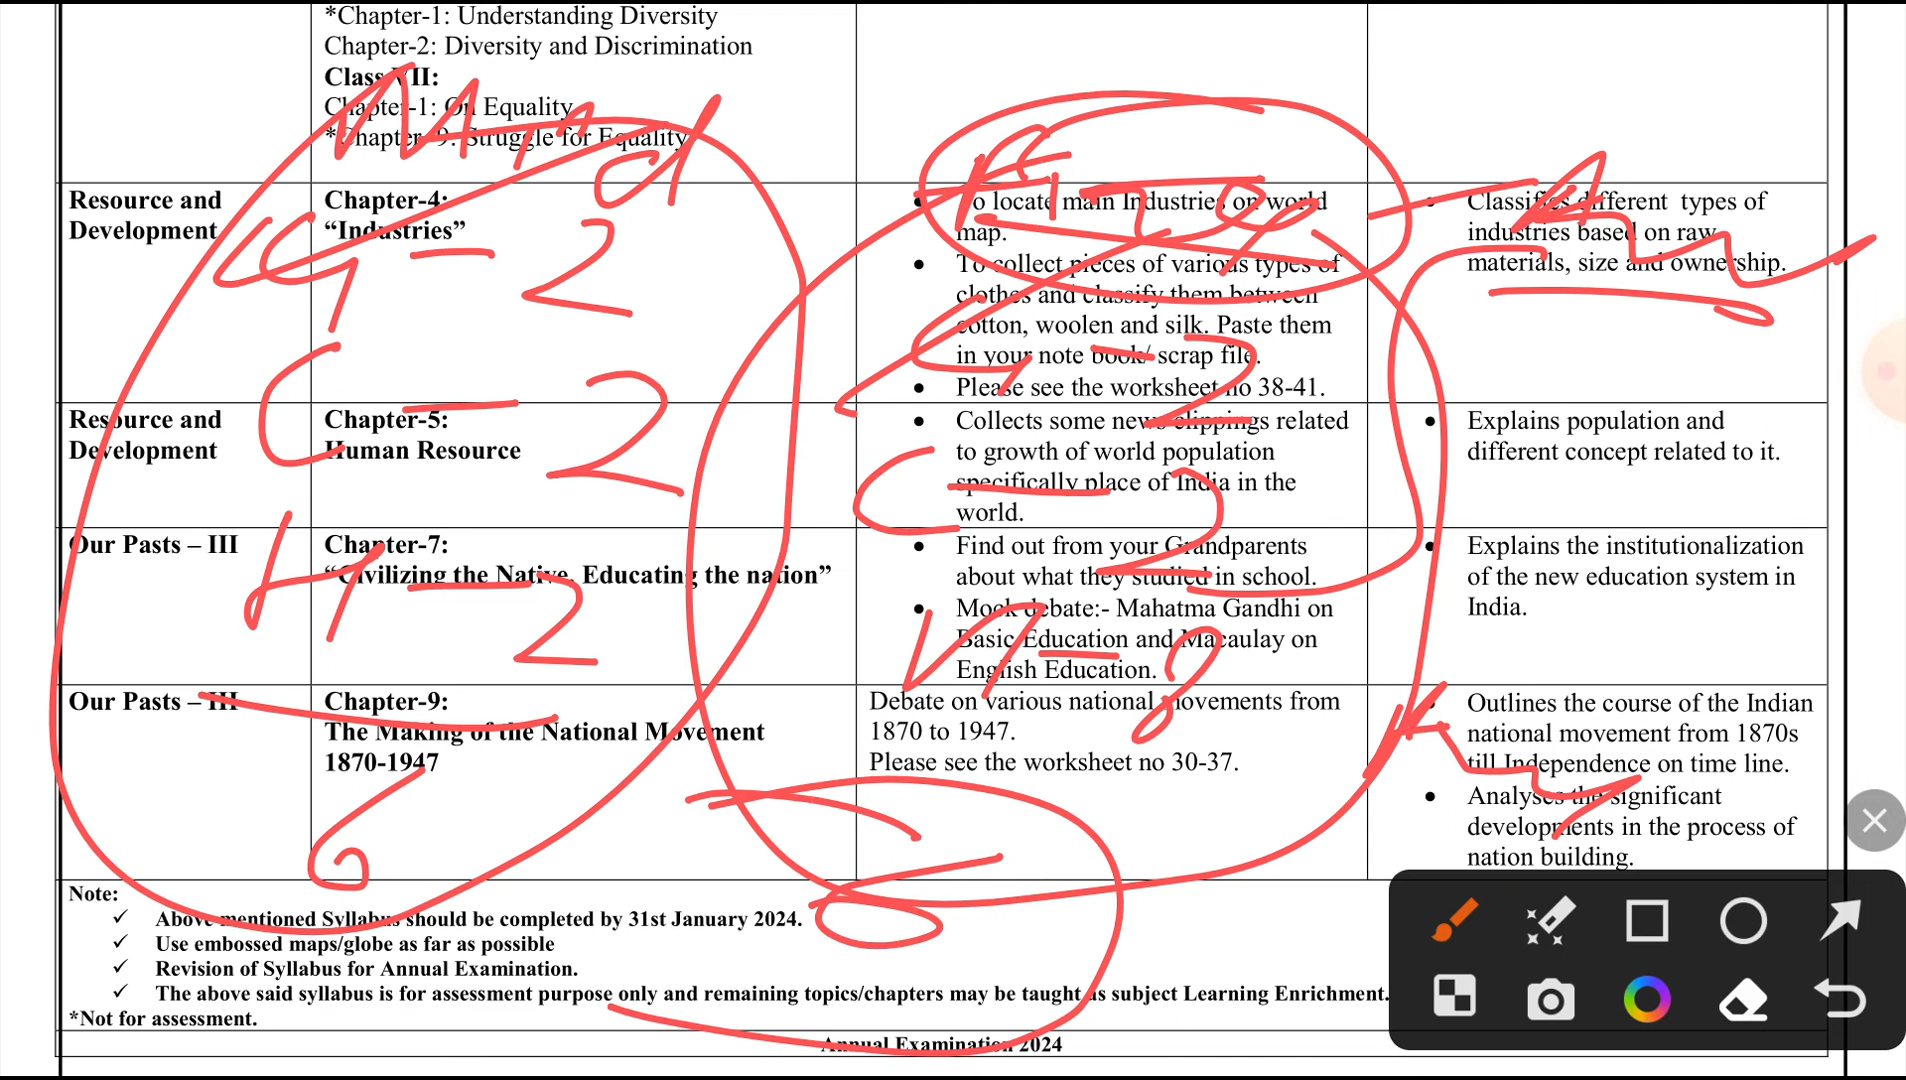 *Chapter-1: Understanding Diversity
Chapter-2: Diversity and Discrimination
Class VII:
Chapter-1: On Equality
*Chapter-9: Struggle for Equality
Resource and
Development
Chapter-4:
“Industries”
To locate main Industries on world
map.
To collect pieces of various types of
clothes and classify them between
cotton, woolen and silk. Paste them
in your note book/ scrap file.
Please see the worksheet no 38-41.
Classifies different types of
industries based on raw
materials, size and ownership.
Resource and
Development
Chapter-5:
Human Resource
Collects some news clippings related
to growth of world population
specifically place of India in the
world.
Explains population and
different concept related to it.
Our Pasts – III
Chapter-7:
“Civilizing the Native, Educating the nation”
Find out from your Grandparents
about what they studied in school.
Mock debate:- Mahatma Gandhi on
Basic Education and Macaulay on
English Education.
Explains the institutionalization
of the new education system in
India.
Our Pasts – III
Chapter-9:
The Making of the National Movement
1870-1947
Debate on various national movements from
1870 to 1947.
Please see the worksheet no 30-37.
Outlines the course of the Indian
national movement from 1870s
till Independence on time line.
Analyses the significant
developments in the process of
nation building.
Note:
Above mentioned Syllabus should be completed by 31st January 2024.
Use embossed maps/globe as far as possible
Revision of Syllabus for Annual Examination.
The above said syllabus is for assessment purpose only and remaining topics/chapters may be taught as subject Learning Enrichment.
*Not for assessment.
Annual Examination 2024